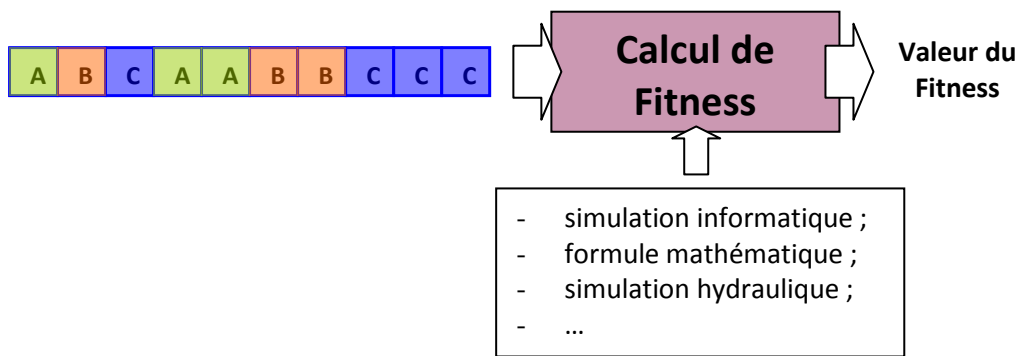 A B C A A B B C C C
Calcul de
Fitness
Valeur du
Fitness
- simulation informatique ;
- formule mathématique ;
- simulation hydraulique ;
- ...